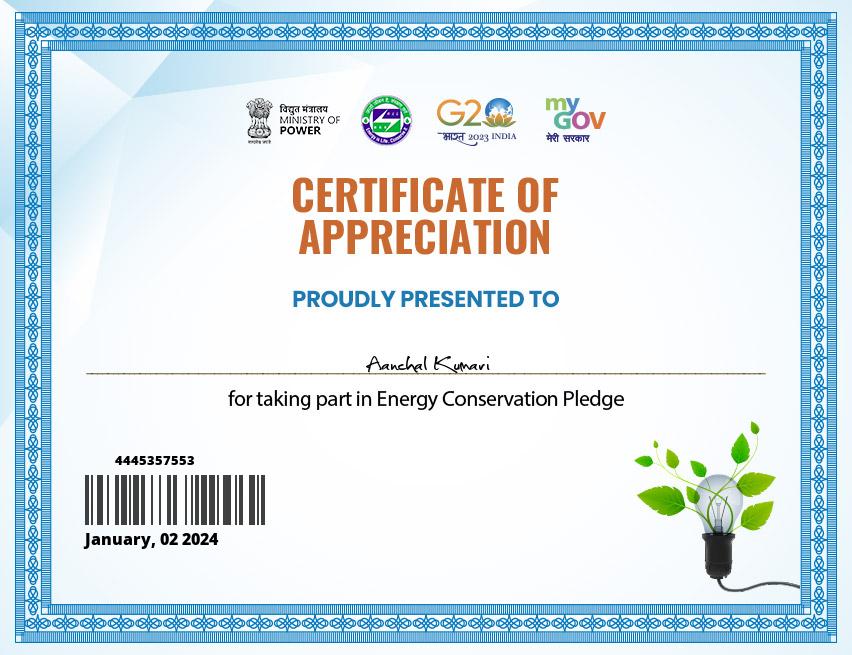 विद्युत मंत्रालय
MINISTRY OF
POWER
सत्यमेव जयते
G20
भारत 2023 INDIA
my
GOV
मेरी सरकार
CERTIFICATE OF
APPRECIATION
PROUDLY PRESENTED TO
Aanchal Kumari
for taking part in Energy Conservation Pledge
4445357553
January, 02 2024